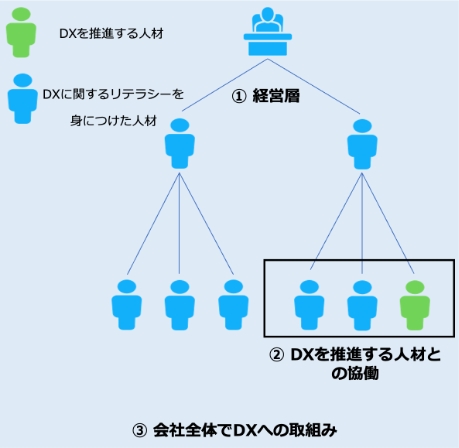 DXを推進する人材
DXに関するリテラシーを
身につけた人材
① 経営層
② DXを推進する人材と
の協働
③ 会社全体でDXへの取組み